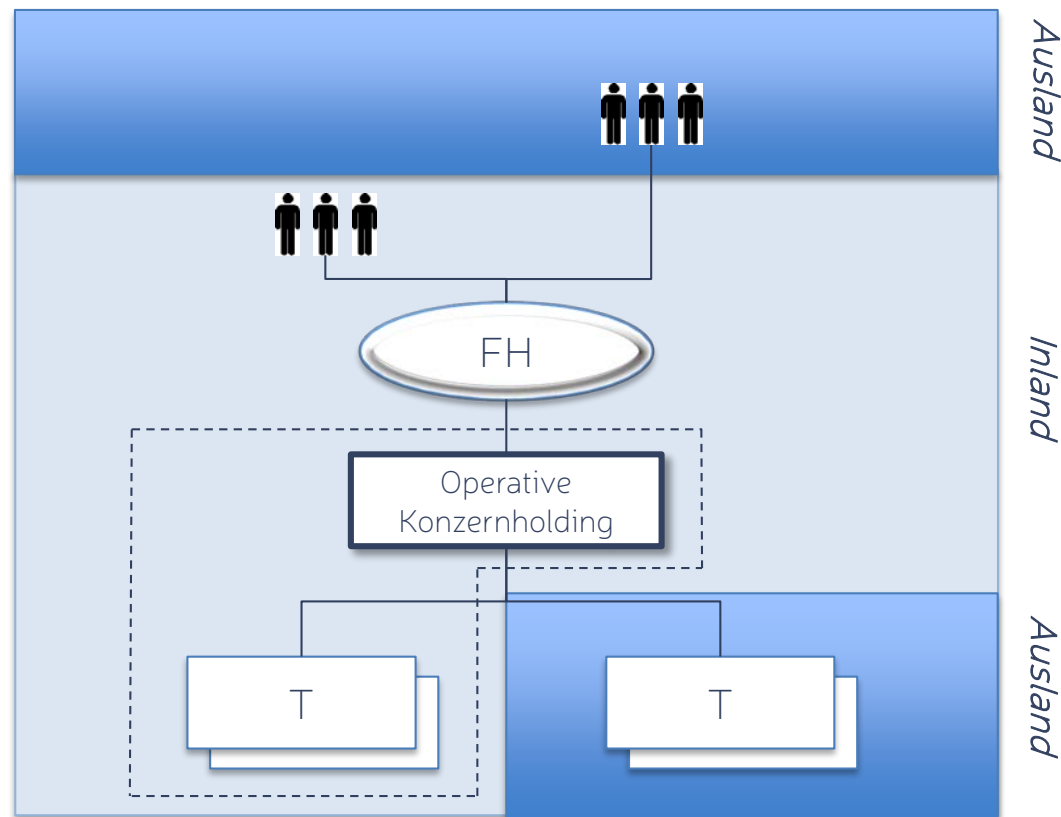 Ausland
FH
Inland
Operative
Konzernholding
T
T
Ausland